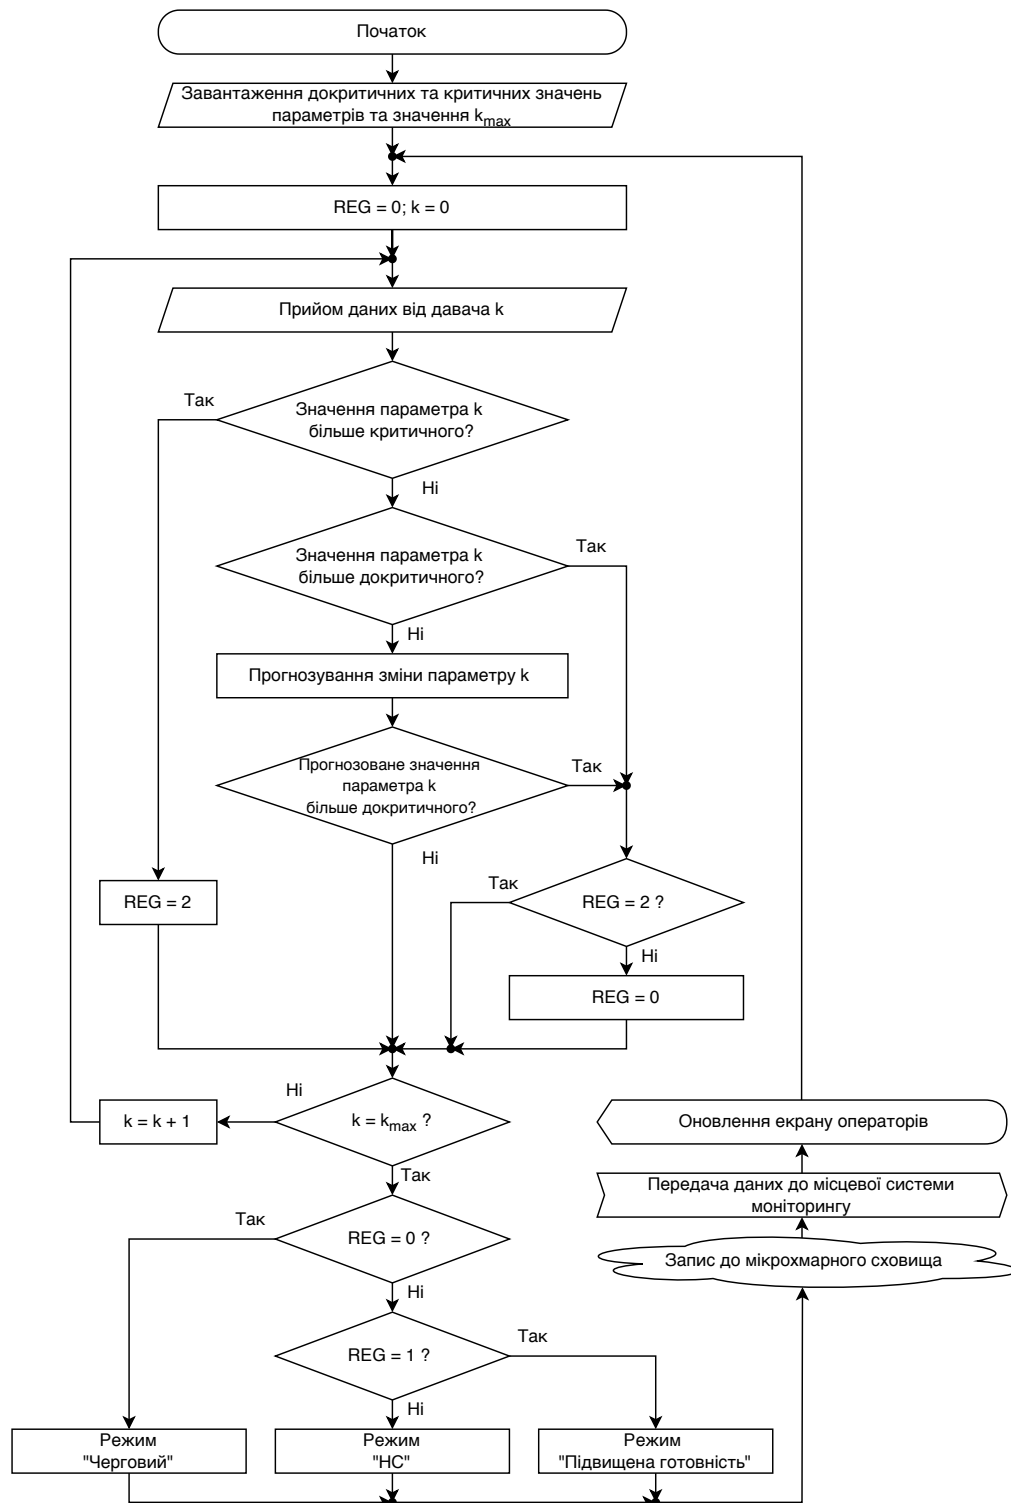 Початок
Завантаження докритичних та критичних значень
параметрів та значення kmax
REG = 0; k = 0
Прийом даних від давача k
Так
Значення параметра k
більше критичного?
Ні
Значення параметра k
більше докритичного?
Так
Ні
Прогнозування зміни параметру k
Прогнозоване значення
параметра k
більше докритичного?
Так
Ні
Так
REG = 2 ?
REG = 2
Ні
REG = 0
Ні
k = k + 1
k = kmax ?
Так
Оновлення екрану операторів
Передача даних до місцевої системи
моніторингу
Запис до мікрохмарного сховища
Так
REG = 0 ?
Ні
REG = 1 ?
Так
Ні
Режим
"Черговий"
Режим
"НС"
Режим
"Підвищена готовність"